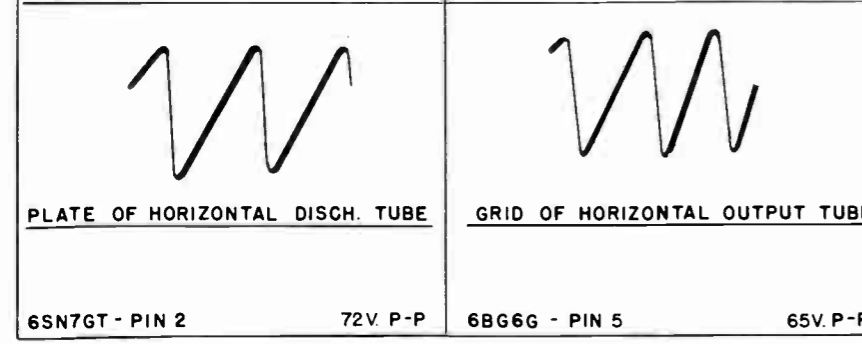 PLATE OF HORIZONTAL DISCH. TUBE
6SN7GT - PIN 2 72V. P-P
GRID OF HORIZONTAL OUTPUT TUBE
6BG6G - PIN 5 65V. P-P